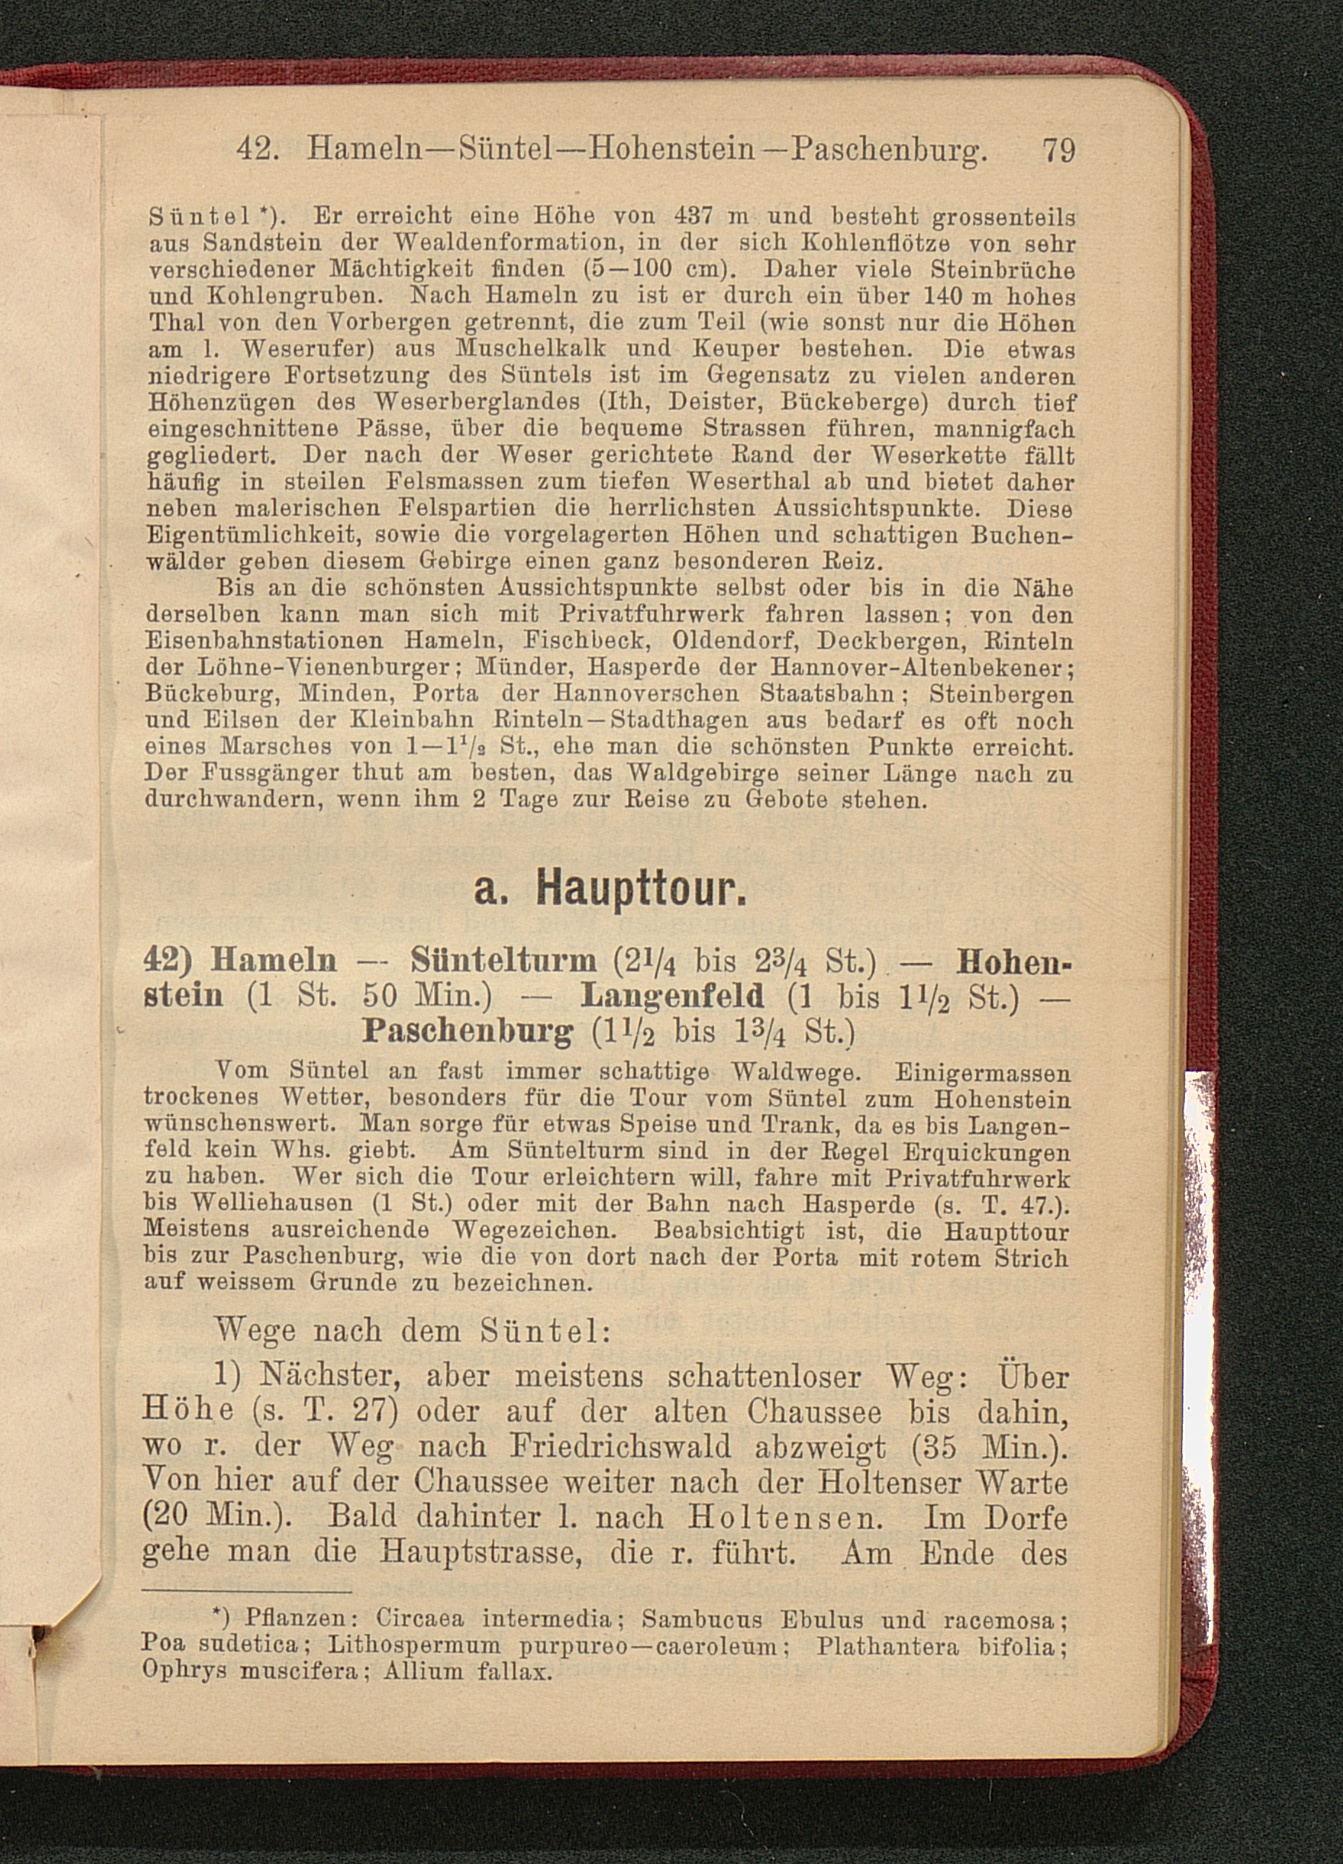 42. Hameln—Süntel—Hohenstein—Paschenburg. 79
Süntel*). Er erreicht eine Höhe von 437 m und besteht grossenteils
aus Sandstein der Wealdenformation, in der sich Kohlenflötze von sehr
verschiedener Mächtigkeit finden (5—100 cm). Daher viele Steinbrüche
und Kohlengruben. Nach Hameln zu ist er durch ein über 140 m hohes
Thal von den Vorbergen getrennt, die zum Teil (wie sonst nur die Höhen
am l. Weserufer) aus Muschelkalk und Keuper bestehen. Die etwas
niedrigere Fortsetzung des Süntels ist im Gegensatz zu vielen anderen
Höhenzügen des Weserberglandes (Ith, Deister, Bückeberge) durch tief
eingeschnittene Pässe, über die bequeme Strassen führen, mannigfach
gegliedert. Der nach der Weser gerichtete Rand der Weserkette fällt
häufig in steilen Felsmassen zum tiefen Weserthal ab und bietet daher
neben malerischen Felspartien die herrlichsten Aussichtspunkte. Diese
Eigentümlichkeit, sowie die vorgelagerten Höhen und schattigen Buchen-
wälder geben diesem Gebirge einen ganz besonderen Reiz.
Bis an die schönsten Aussichtspunkte selbst oder bis in die Nähe
derselben kann man sich mit Privatfuhrwerk fahren lassen; von den
Eisenbahnstationen Hameln, Fischbeck, Oldendorf, Deckbergen, Rinteln
der Löhne-Vienenburger; Münder, Hasperde der Hannover-Altenbekener;
Bückeburg, Minden, Porta der Hannoverschen Staatsbahn; Steinbergen
und Eilsen der Kleinbahn Rinteln—Stadthagen aus bedarf es oft noch
eines Marsches von 1—1½ St., ehe man die schönsten Punkte erreicht.
Der Fussgänger thut am besten, das Waldgebirge seiner Länge nach zu
durchwandern, wenn ihm 2 Tage zur Reise zu Gebote stehen.
a. Haupttour.
42) Hameln — Süntelturm (2¼ bis 2¾ St.) — Hohen-
stein (1 St. 50 Min.) — Langenfeld (1 bis 1½ St.) —
Paschenburg (1½ bis 1¾ St.)
Vom Süntel an fast immer schattige Waldwege. Einigermassen
trockenes Wetter, besonders für die Tour vom Süntel zum Hohenstein
wünschenswert. Man sorge für etwas Speise und Trank, da es bis Langen-
feld kein Whs. giebt. Am Süntelturm sind in der Regel Erquickungen
zu haben. Wer sich die Tour erleichtern will, fahre mit Privatfuhrwerk
bis Welliehausen (1 St.) oder mit der Bahn nach Hasperde (s. T. 47.).
Meistens ausreichende Wegezeichen. Beabsichtigt ist, die Haupttour
bis zur Paschenburg, wie die von dort nach der Porta mit rotem Strich
auf weissem Grunde zu bezeichnen.
Wege nach dem Süntel:
1) Nächster, aber meistens schattenloser Weg: Über
Höhe (s. T. 27) oder auf der alten Chaussee bis dahin,
wo r. der Weg nach Friedrichswald abzweigt (35 Min.).
Von hier auf der Chaussee weiter nach der Holtenser Warte
(20 Min.). Bald dahinter l. nach Holtensen. Im Dorfe
gehe man die Hauptstrasse, die r. führt. Am Ende des
*) Pflanzen: Circaea intermedia; Sambucus Ebulus und racemosa;
Poa sudetica; Lithospermum purpureo—caeroleum; Plathantera bifolia;
Ophrys muscifera; Allium fallax.